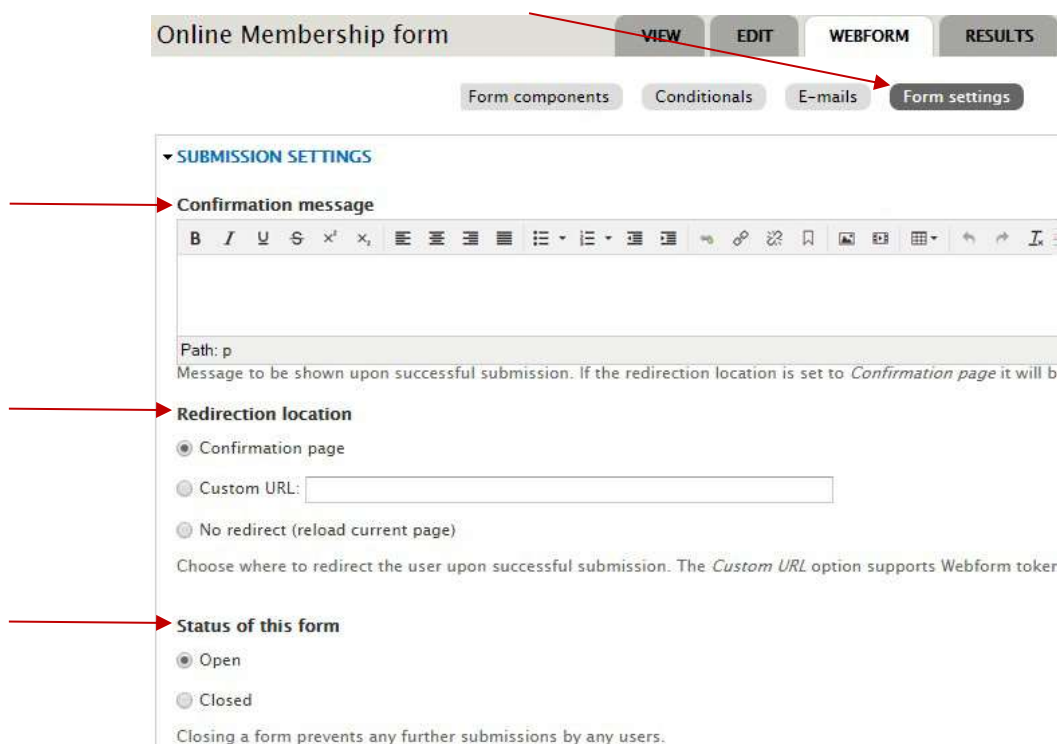 Online Membership form
VIEW EDIT WEBFORM RESULTS
Form components Conditionals E-mails Form settings
SUBMISSION SETTINGS
Confirmation message
B I U S x² x₂
Path: p
Message to be shown upon successful submission. If the redirection location is set to Confirmation page it will
Redirection location
Confirmation page
Custom URL:
No redirect (reload current page)
Choose where to redirect the user upon successful submission. The Custom URL option supports Webform
Status of this form
Open
Closed
Closing a form prevents any further submissions by any users.